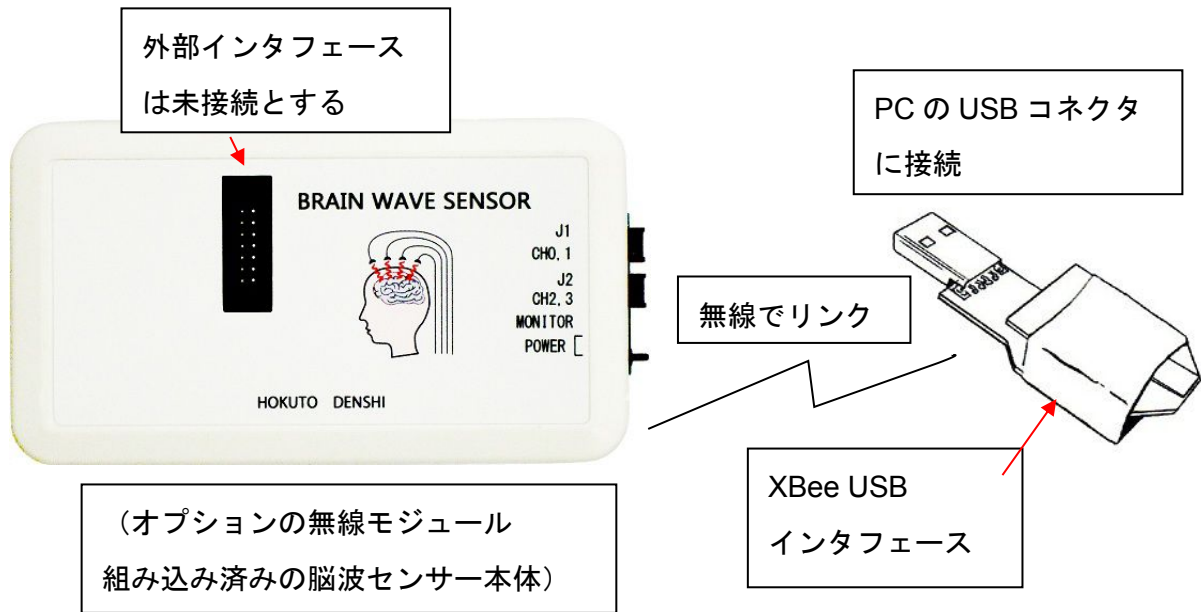 外部インタフェース
は未接続とする
PC の USB コネクタ
に接続
BRAIN WAVE SENSOR
J1
CH0,1
J2
CH2,3
MONITOR
POWER [
HOKUTO DENSHI
無線でリンク
XBee USB
インタフェース
（オプションの無線モジュール
組み込み済みの脳波センサー本体）